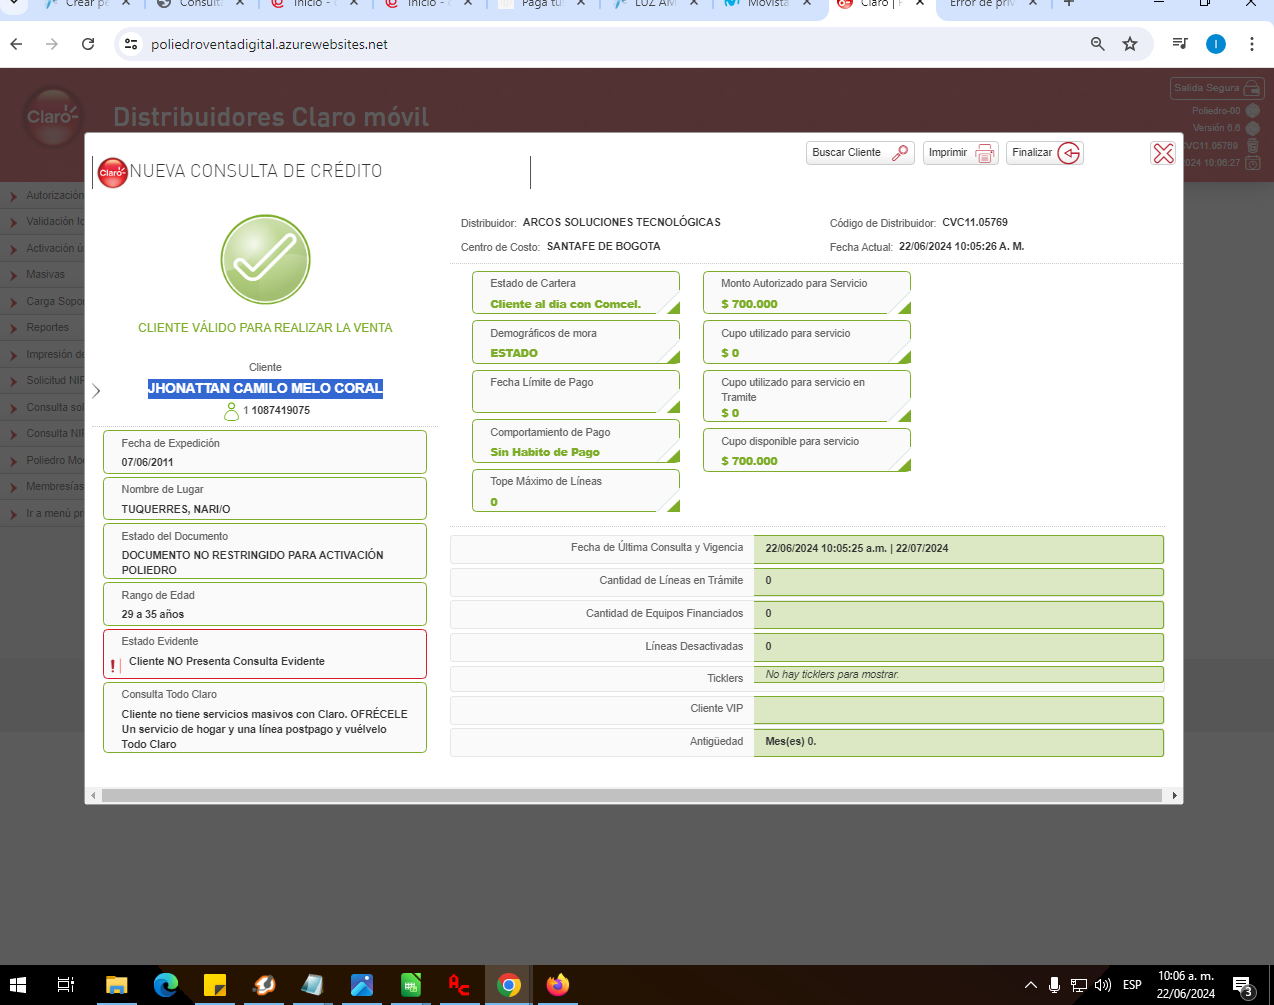 Crear pe
Consult
Inicio - c
Inicio - c
Paga tu
LUZ AM
Movista
Claro | P
Error de priv
poliedroventadigital.azurewebsites.net
I
Claro
Distribuidores Claro móvil
Salida Segura
Poliedro-00
Versión 6.6
CVC11.05769
2024 10:06:27
Autorización
Validación Id
Activación ú
Masivas
Carga Sopo
Reportes
Impresión de
Solicitud NIP
Consulta sol
Consulta NIP
Poliedro Mo
Membresías
Ir a menú pr
Claro
NUEVA CONSULTA DE CRÉDITO
Buscar Cliente
Imprimir
Finalizar
CLIENTE VÁLIDO PARA REALIZAR LA VENTA
Cliente
JHONATTAN CAMILO MELO CORAL
1 1087419075
Fecha de Expedición
07/06/2011
Nombre de Lugar
TUQUERRES, NARI/O
Estado del Documento
DOCUMENTO NO RESTRINGIDO PARA ACTIVACIÓN
POLIEDRO
Rango de Edad
29 a 35 años
Estado Evidente
! Cliente NO Presenta Consulta Evidente
Consulta Todo Claro
Cliente no tiene servicios masivos con Claro. OFRÉCELE
Un servicio de hogar y una línea postpago y vuélvelo
Todo Claro
Distribuidor: ARCOS SOLUCIONES TECNOLÓGICAS
Código de Distribuidor: CVC11.05769
Centro de Costo: SANTAFE DE BOGOTA
Fecha Actual: 22/06/2024 10:05:26 A. M.
Estado de Cartera
Cliente al día con Comcel.
Demográficos de mora
ESTADO
Fecha Límite de Pago
Comportamiento de Pago
Sin Habito de Pago
Tope Máximo de Líneas
0
Monto Autorizado para Servicio
$ 700.000
Cupo utilizado para servicio
$ 0
Cupo utilizado para servicio en
Tramite
$ 0
Cupo disponible para servicio
$ 700.000
Fecha de Última Consulta y Vigencia 22/06/2024 10:05:25 a.m. | 22/07/2024
Cantidad de Líneas en Trámite 0
Cantidad de Equipos Financiados 0
Líneas Desactivadas 0
Ticklers No hay ticklers para mostrar.
Cliente VIP
Antigüedad Mes(es) 0.
ESP
10:06 a. m.
22/06/2024
3